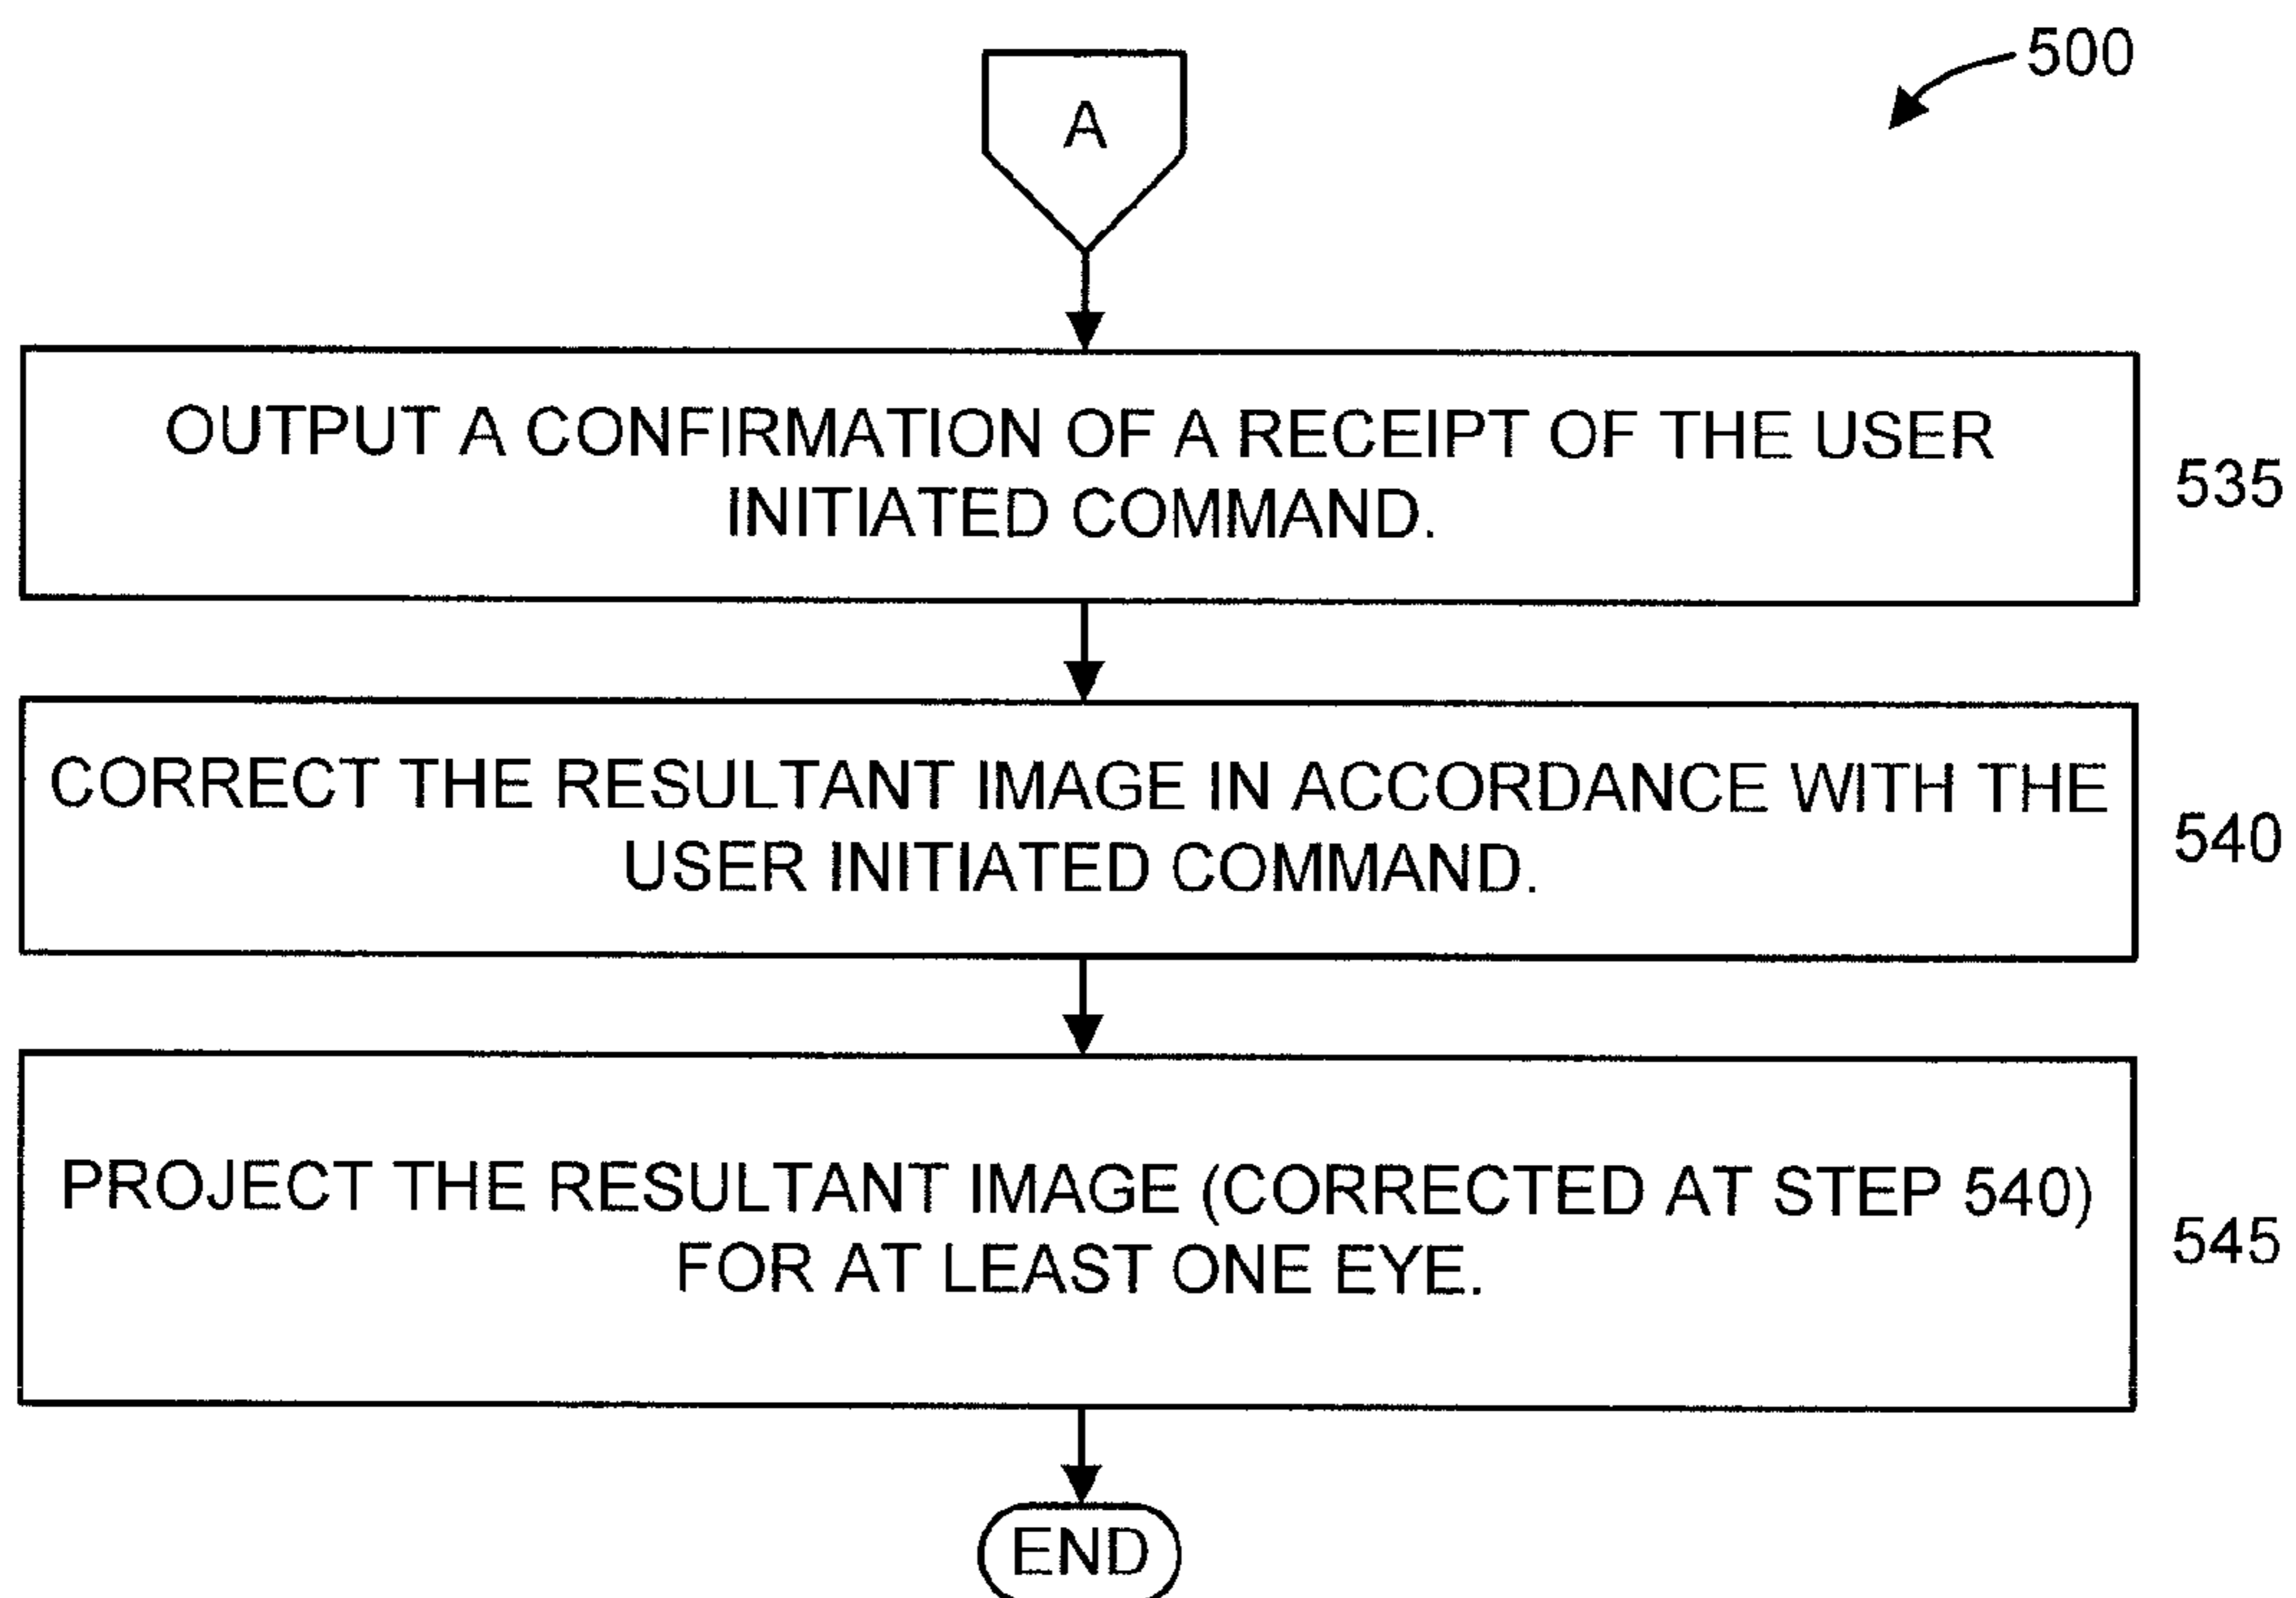 500
A
OUTPUT A CONFIRMATION OF A RECEIPT OF THE USER
INITIATED COMMAND.
535
CORRECT THE RESULTANT IMAGE IN ACCORDANCE WITH THE
USER INITIATED COMMAND.
540
PROJECT THE RESULTANT IMAGE (CORRECTED AT STEP 540)
FOR AT LEAST ONE EYE.
545
END